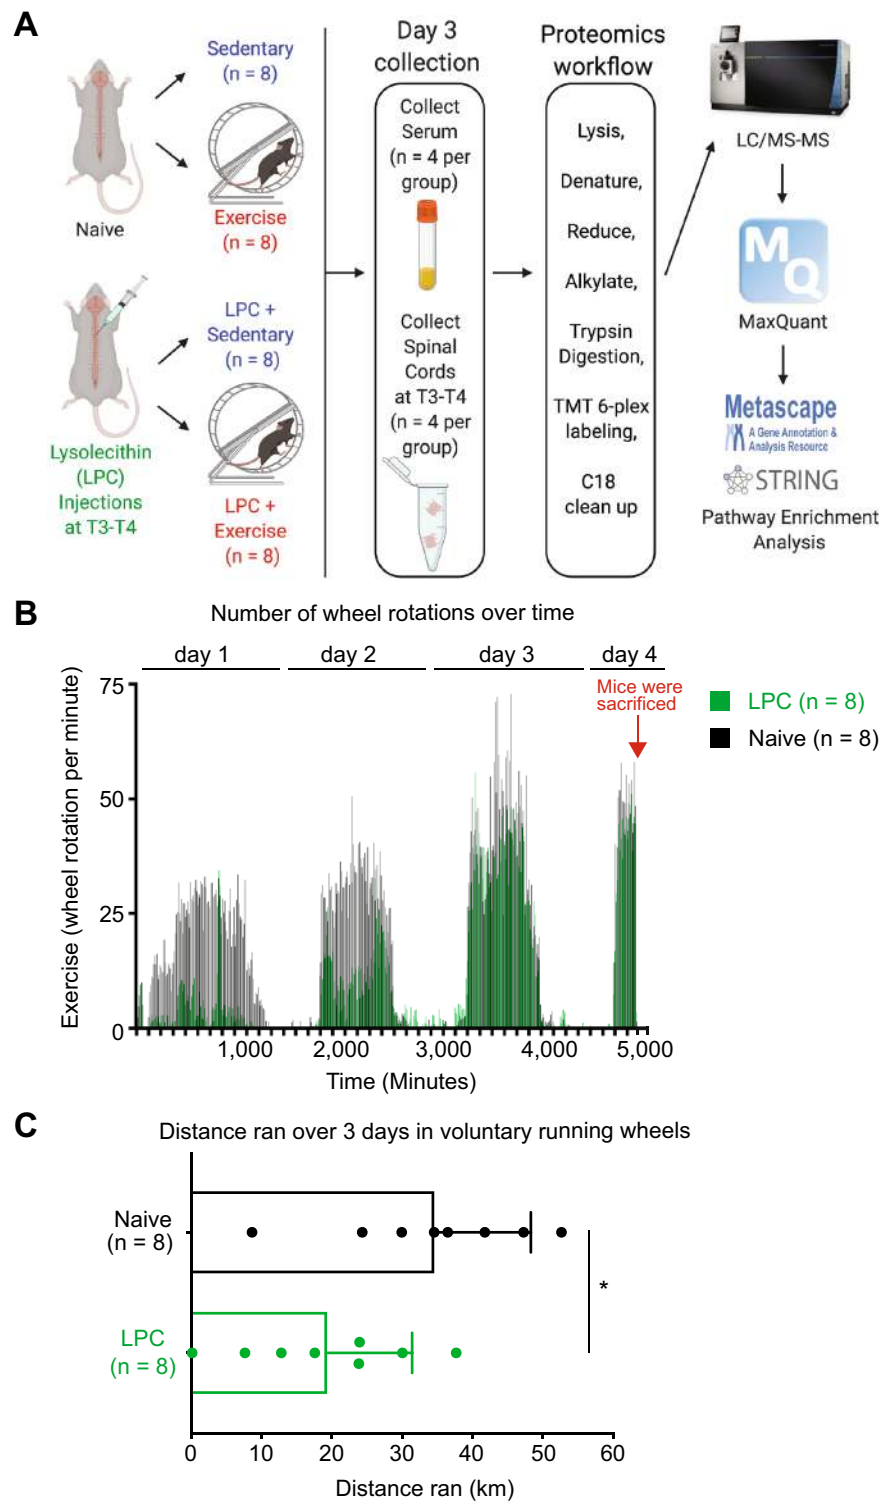 A
Sedentary
(n = 8)
Exercise
(n = 8)
Naive
LPC +
Sedentary
(n = 8)
Lysolecithin
(LPC)
Injections
at T3-T4
LPC +
Exercise
(n = 8)
Day 3
collection
Collect
Serum
(n = 4 per
group)
Collect
Spinal
Cords
at T3-T4
(n = 4 per
group)
Proteomics
workflow
Lysis,
Denature,
Reduce,
Alkylate,
Trypsin
Digestion,
TMT 6-plex
labeling,
C18
clean up
LC/MS-MS
M
Q
MaxQuant
Metascape
A Gene Annotation &
Analysis Resource
STRING
Pathway Enrichment
Analysis
B
Number of wheel rotations over time
day 1 day 2 day 3 day 4
Mice were
sacrificed
LPC (n = 8)
Naive (n = 8)
Exercise (wheel rotation per minute)
75
50
25
0
1,000 2,000 3,000 4,000 5,000
Time (Minutes)
C
Distance ran over 3 days in voluntary running wheels
Naive
(n = 8)
*
LPC
(n = 8)
0 10 20 30 40 50 60
Distance ran (km)